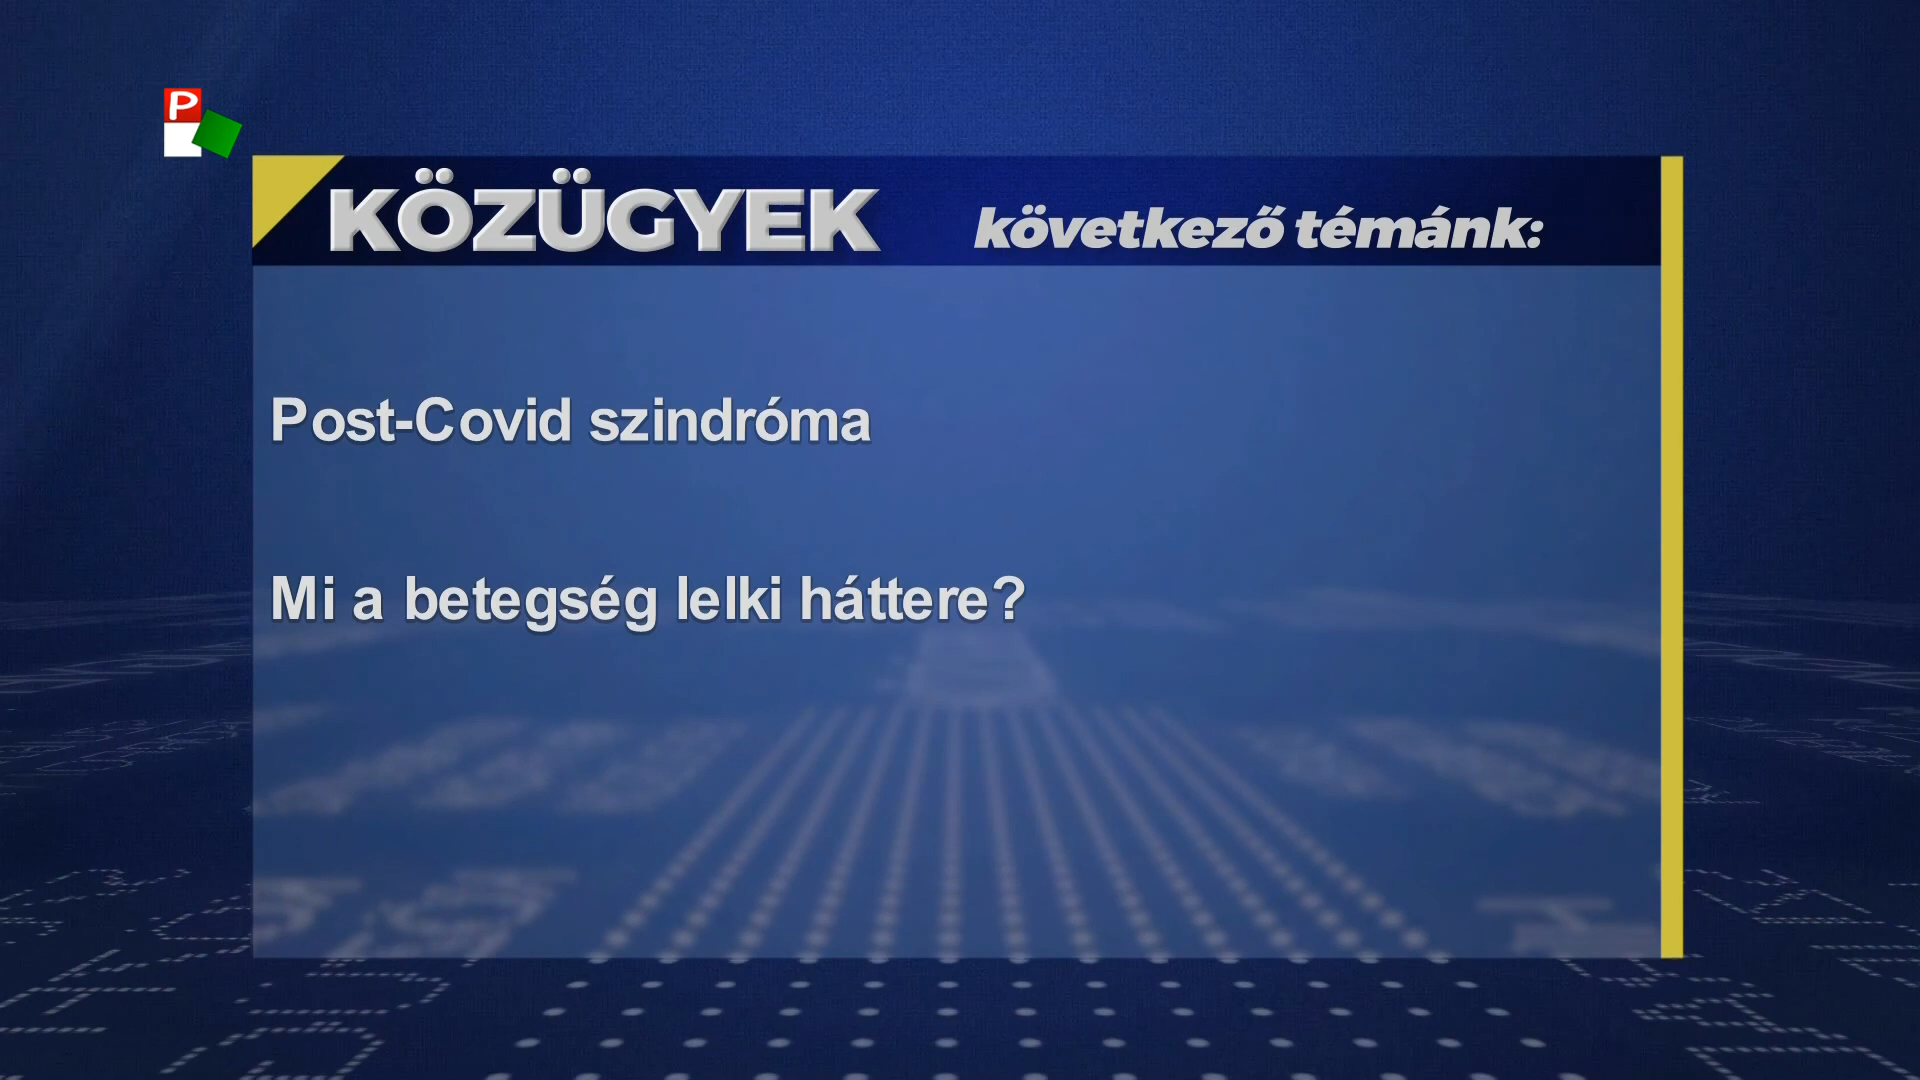 P
KÖZÜGYEK következő témánk:
Post-Covid szindróma
Mi a betegség lelki háttere?